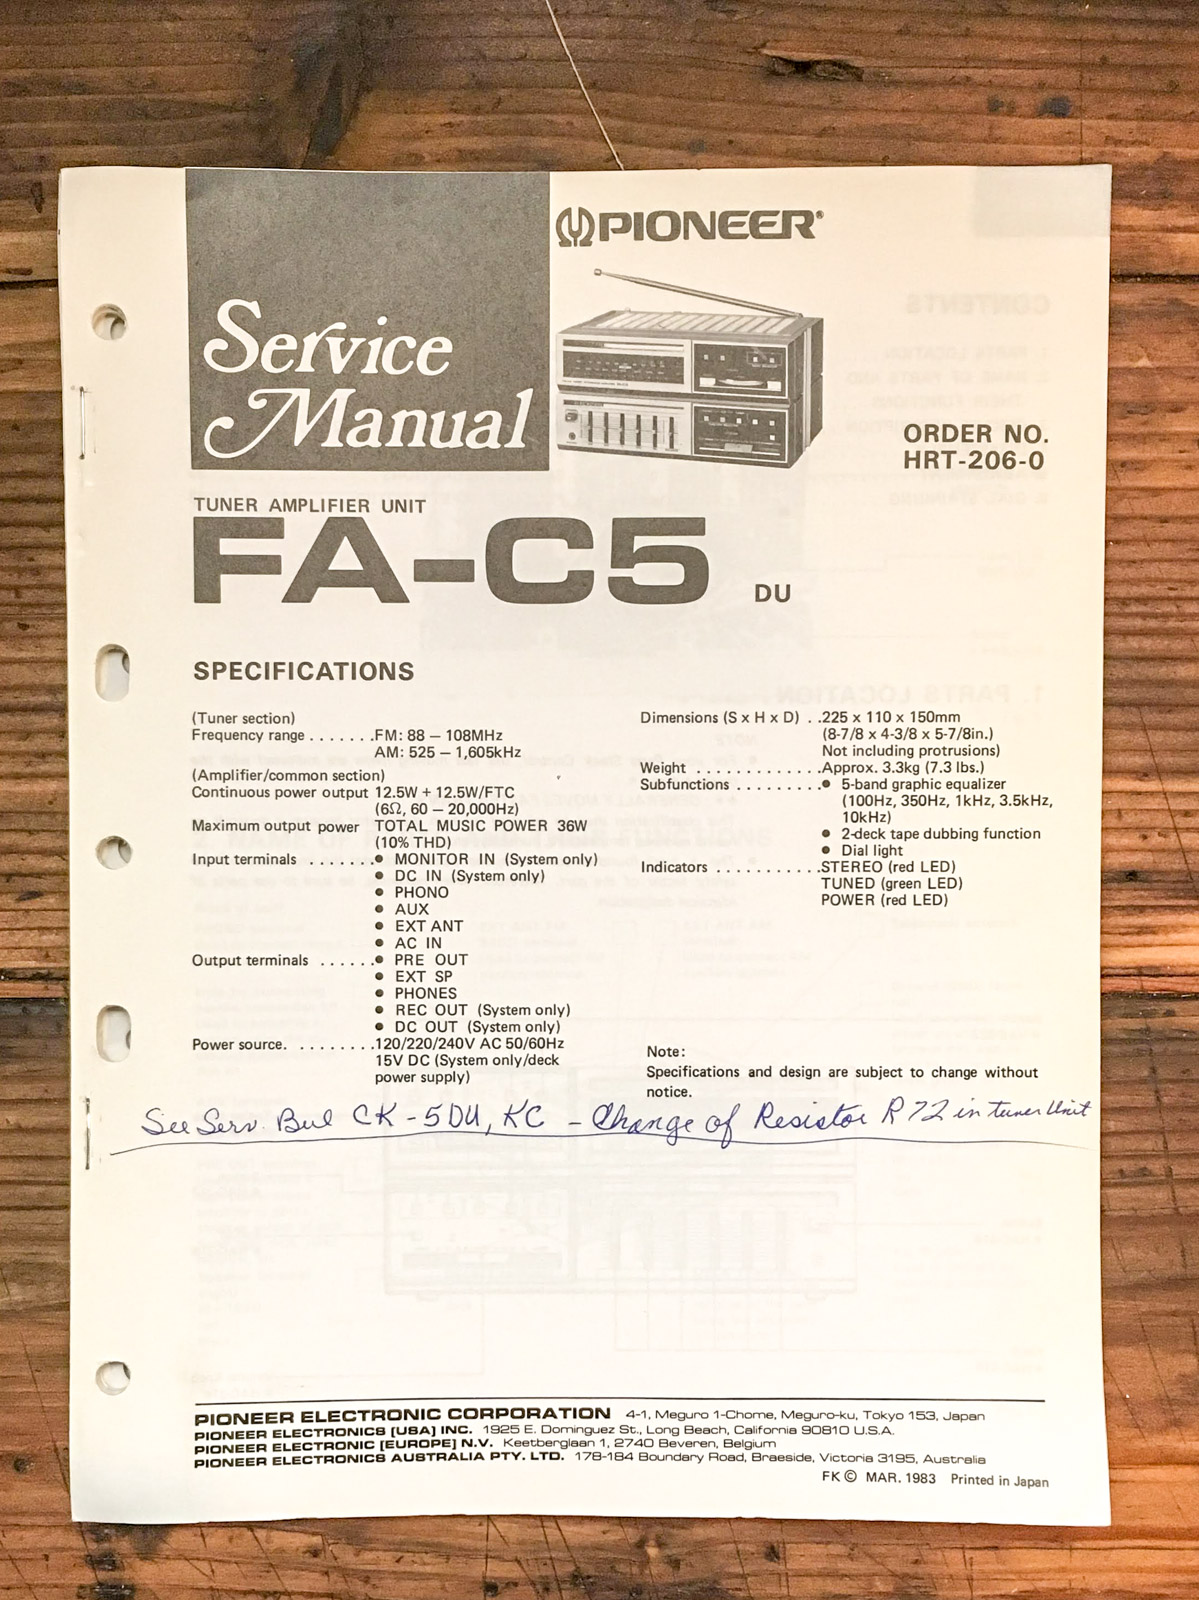 Service
Manual
PIONEER®
ORDER NO.
HRT-206-0
TUNER AMPLIFIER UNIT
FA-C5 DU
SPECIFICATIONS
(Tuner section)
Frequency range . . . . . . .FM: 88 – 108MHz
AM: 525 – 1,605kHz
(Amplifier/common section)
Continuous power output 12.5W + 12.5W/FTC
(6Ω, 60 – 20,000Hz)
Maximum output power TOTAL MUSIC POWER 36W
(10% THD)
Input terminals . . . . . . .● MONITOR IN (System only)
● DC IN (System only)
● PHONO
● AUX
● EXT ANT
● AC IN
Output terminals . . . . . .● PRE OUT
● EXT SP
● PHONES
● REC OUT (System only)
● DC OUT (System only)
Power source. . . . . . . . .120/220/240V AC 50/60Hz
15V DC (System only/deck
power supply)
Dimensions (S x H x D) . .225 x 110 x 150mm
(8-7/8 x 4-3/8 x 5-7/8in.)
Not including protrusions)
Weight . . . . . . . . . . . . .Approx. 3.3kg (7.3 lbs.)
Subfunctions . . . . . . . . .● 5-band graphic equalizer
(100Hz, 350Hz, 1kHz, 3.5kHz,
10kHz)
● 2-deck tape dubbing function
● Dial light
Indicators . . . . . . . . . . .STEREO (red LED)
TUNED (green LED)
POWER (red LED)
Note:
Specifications and design are subject to change without
notice.
See Serv. Bul CK-5DU, KC – Change of Resistor R72 in tuner Unit
PIONEER ELECTRONIC CORPORATION 4-1, Meguro 1-Chome, Meguro-ku, Tokyo 153, Japan
PIONEER ELECTRONICS [USA] INC. 1925 E. Dominguez St., Long Beach, California 90810 U.S.A.
PIONEER ELECTRONIC [EUROPE] N.V. Keetberglaan 1, 2740 Beveren, Belgium
PIONEER ELECTRONICS AUSTRALIA PTY. LTD. 178-184 Boundary Road, Braeside, Victoria 3195, Australia
FK © MAR. 1983 Printed in Japan